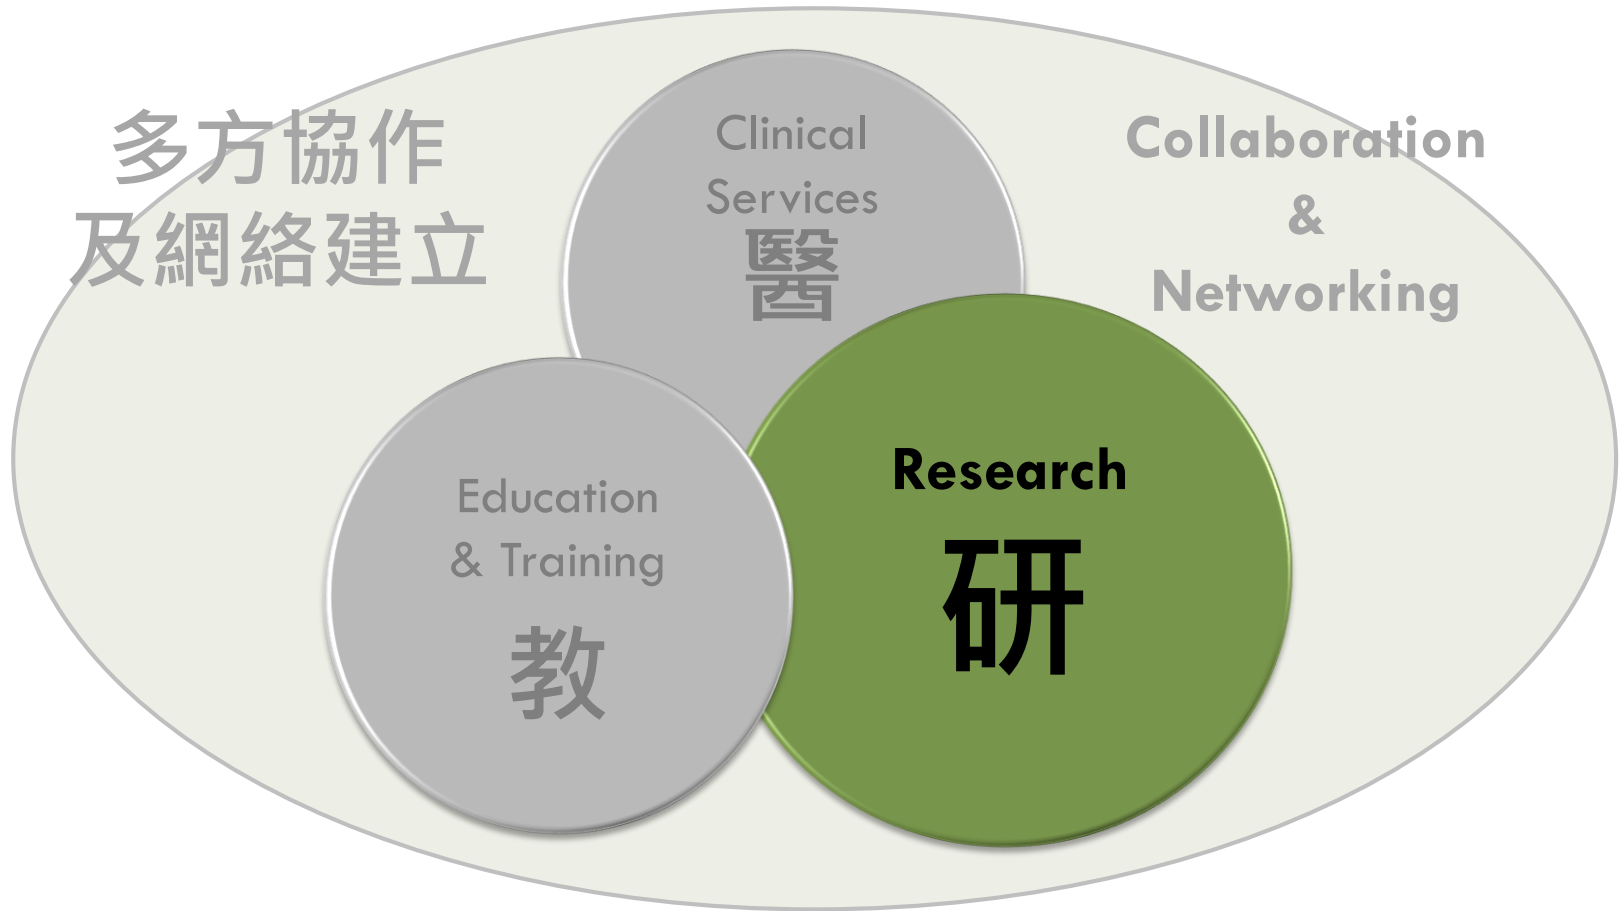 多方協作
及網絡建立
Clinical
Services
醫
Collaboration
&
Networking
Education
& Training
教
Research
研